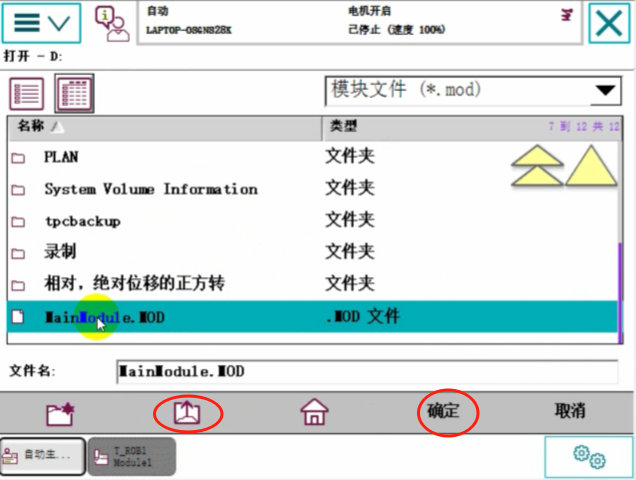 自动
LAPTOP-O8GNS28K
电机开启
已停止 (速度 100%)
打开 - D:
模块文件 (*.mod)
名称
类型
7 到 12 共 12
PLAN
文件夹
System Volume Information
文件夹
tpcbackup
文件夹
录制
文件夹
相对，绝对位移的正方转
文件夹
MainModule.MOD
.MOD 文件
文件名:
MainModule.MOD
确定
取消
自动生...
T_ROB1
Module1